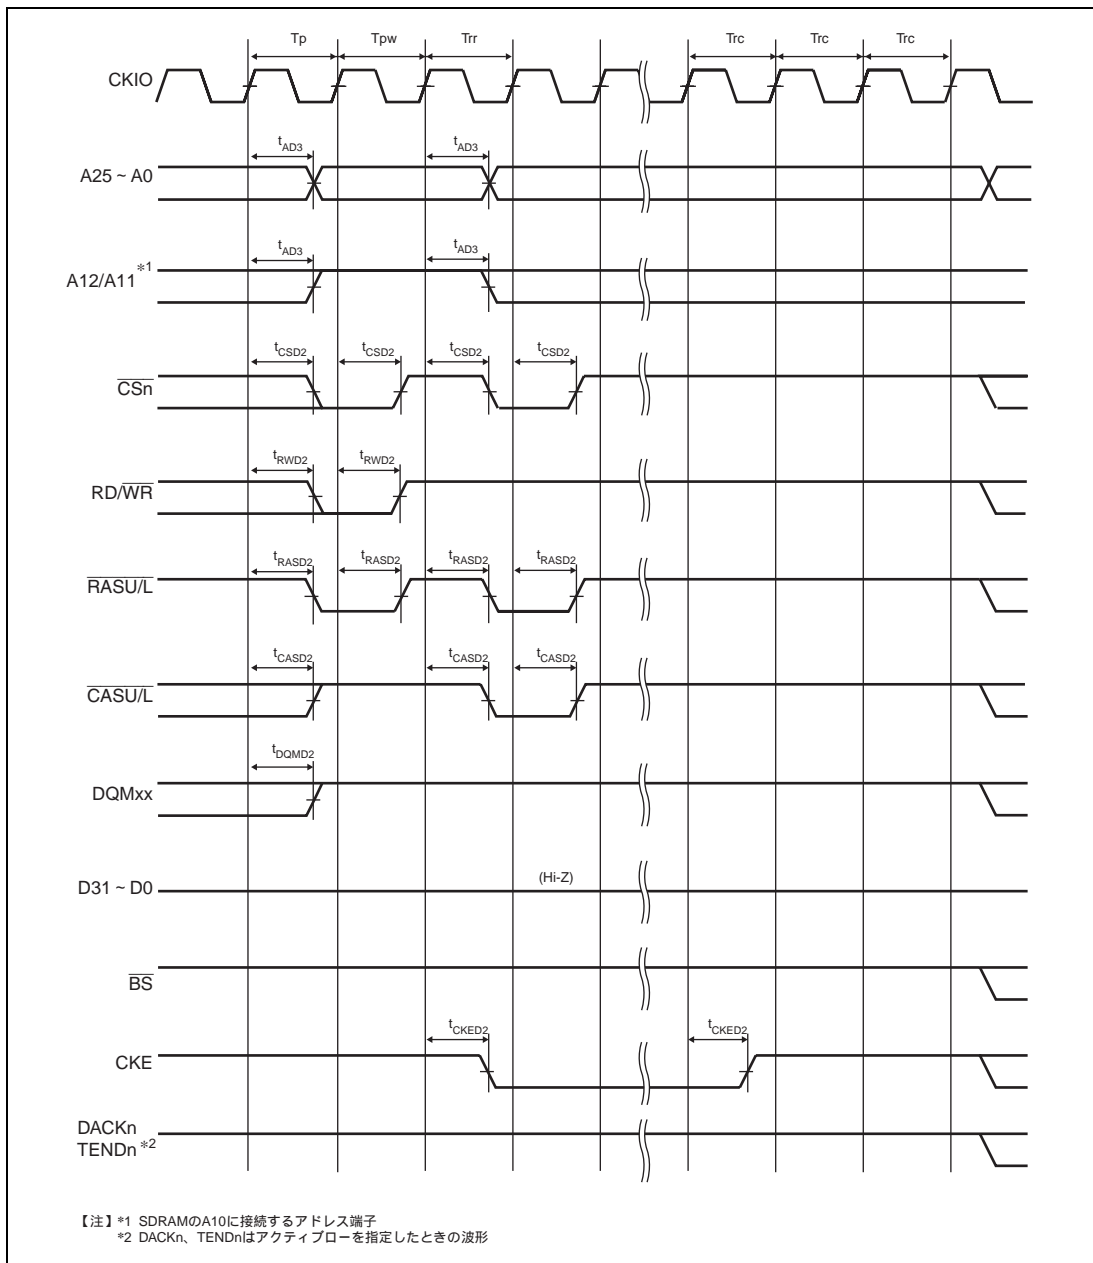 Tp Tpw Trr Trc Trc Trc
CKIO
tAD3 tAD3
A25 ~ A0
tAD3 tAD3
A12/A11 *1
tCSD2 tCSD2 tCSD2 tCSD2
CSn
tRWD2 tRWD2
RD/WR
tRASD2 tRASD2 tRASD2 tRASD2
RASU/L
tCASD2 tCASD2 tCASD2
CASU/L
tDQMD2
DQMxx
(Hi-Z)
D31 ~ D0
BS
tCKED2 tCKED2
CKE
DACKn
TENDn *2
【注】*1 SDRAMのA10に接続するアドレス端子
*2 DACKn、TENDnはアクティブローを指定したときの波形